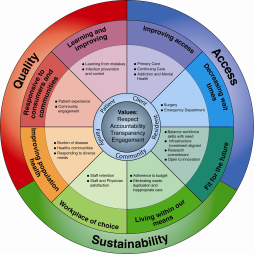 Quality
Access
Sustainability
Learning and
improving
Improving access
Decreasing wait
times
Fit for the future
Living within our
means
Workplace of choice
Improving population
health
Responsive to
consumers and
communities
Learning from mistakes
Infection prevention
and control
Primary Care
Continuing Care
Addiction and Mental
Health
Surgery
Emergency Department
Balance workforce
skills with need
Infrastructure
investment aligned
Research
commitment
Open to innovation
Adherence to budget
Eliminating waste,
duplication and
inappropriate care
Staff retention
Staff and Physician
satisfaction
Burden of disease
Healthy communities
Responding to diverse
needs
Patient experience
Community
engagement
Patient
Client
Community
Family
Values:
Respect
Accountability
Transparency
Engagement